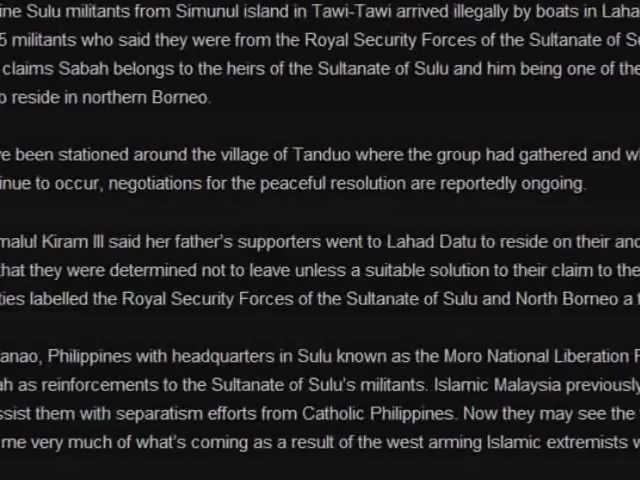 ine Sulu militants from Simunul island in Tawi-Tawi arrived illegally by boats in Laha
5 militants who said they were from the Royal Security Forces of the Sultanate of Su
claims Sabah belongs to the heirs of the Sultanate of Sulu and him being one of the
o reside in northern Borneo.
ve been stationed around the village of Tanduo where the group had gathered and wh
inue to occur, negotiations for the peaceful resolution are reportedly ongoing.
malul Kiram III said her father's supporters went to Lahad Datu to reside on their anc
that they were determined not to leave unless a suitable solution to their claim to the
ties labelled the Royal Security Forces of the Sultanate of Sulu and North Borneo a f
anao, Philippines with headquarters in Sulu known as the Moro National Liberation F
ah as reinforcements to the Sultanate of Sulu's militants. Islamic Malaysia previously
ssist them with separatism efforts from Catholic Philippines. Now they may see the
me very much of what's coming as a result of the west arming Islamic extremists w